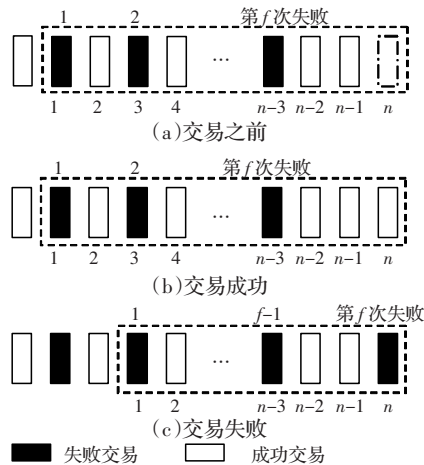 1 2 第f次失败
...
1 2 3 4 n-3 n-2 n-1 n
(a)交易之前
1 2 第f次失败
...
1 2 3 4 n-3 n-2 n-1 n
(b)交易成功
1 f-1 第f次失败
...
1 2 n-3 n-2 n-1 n
(c)交易失败
失败交易 成功交易